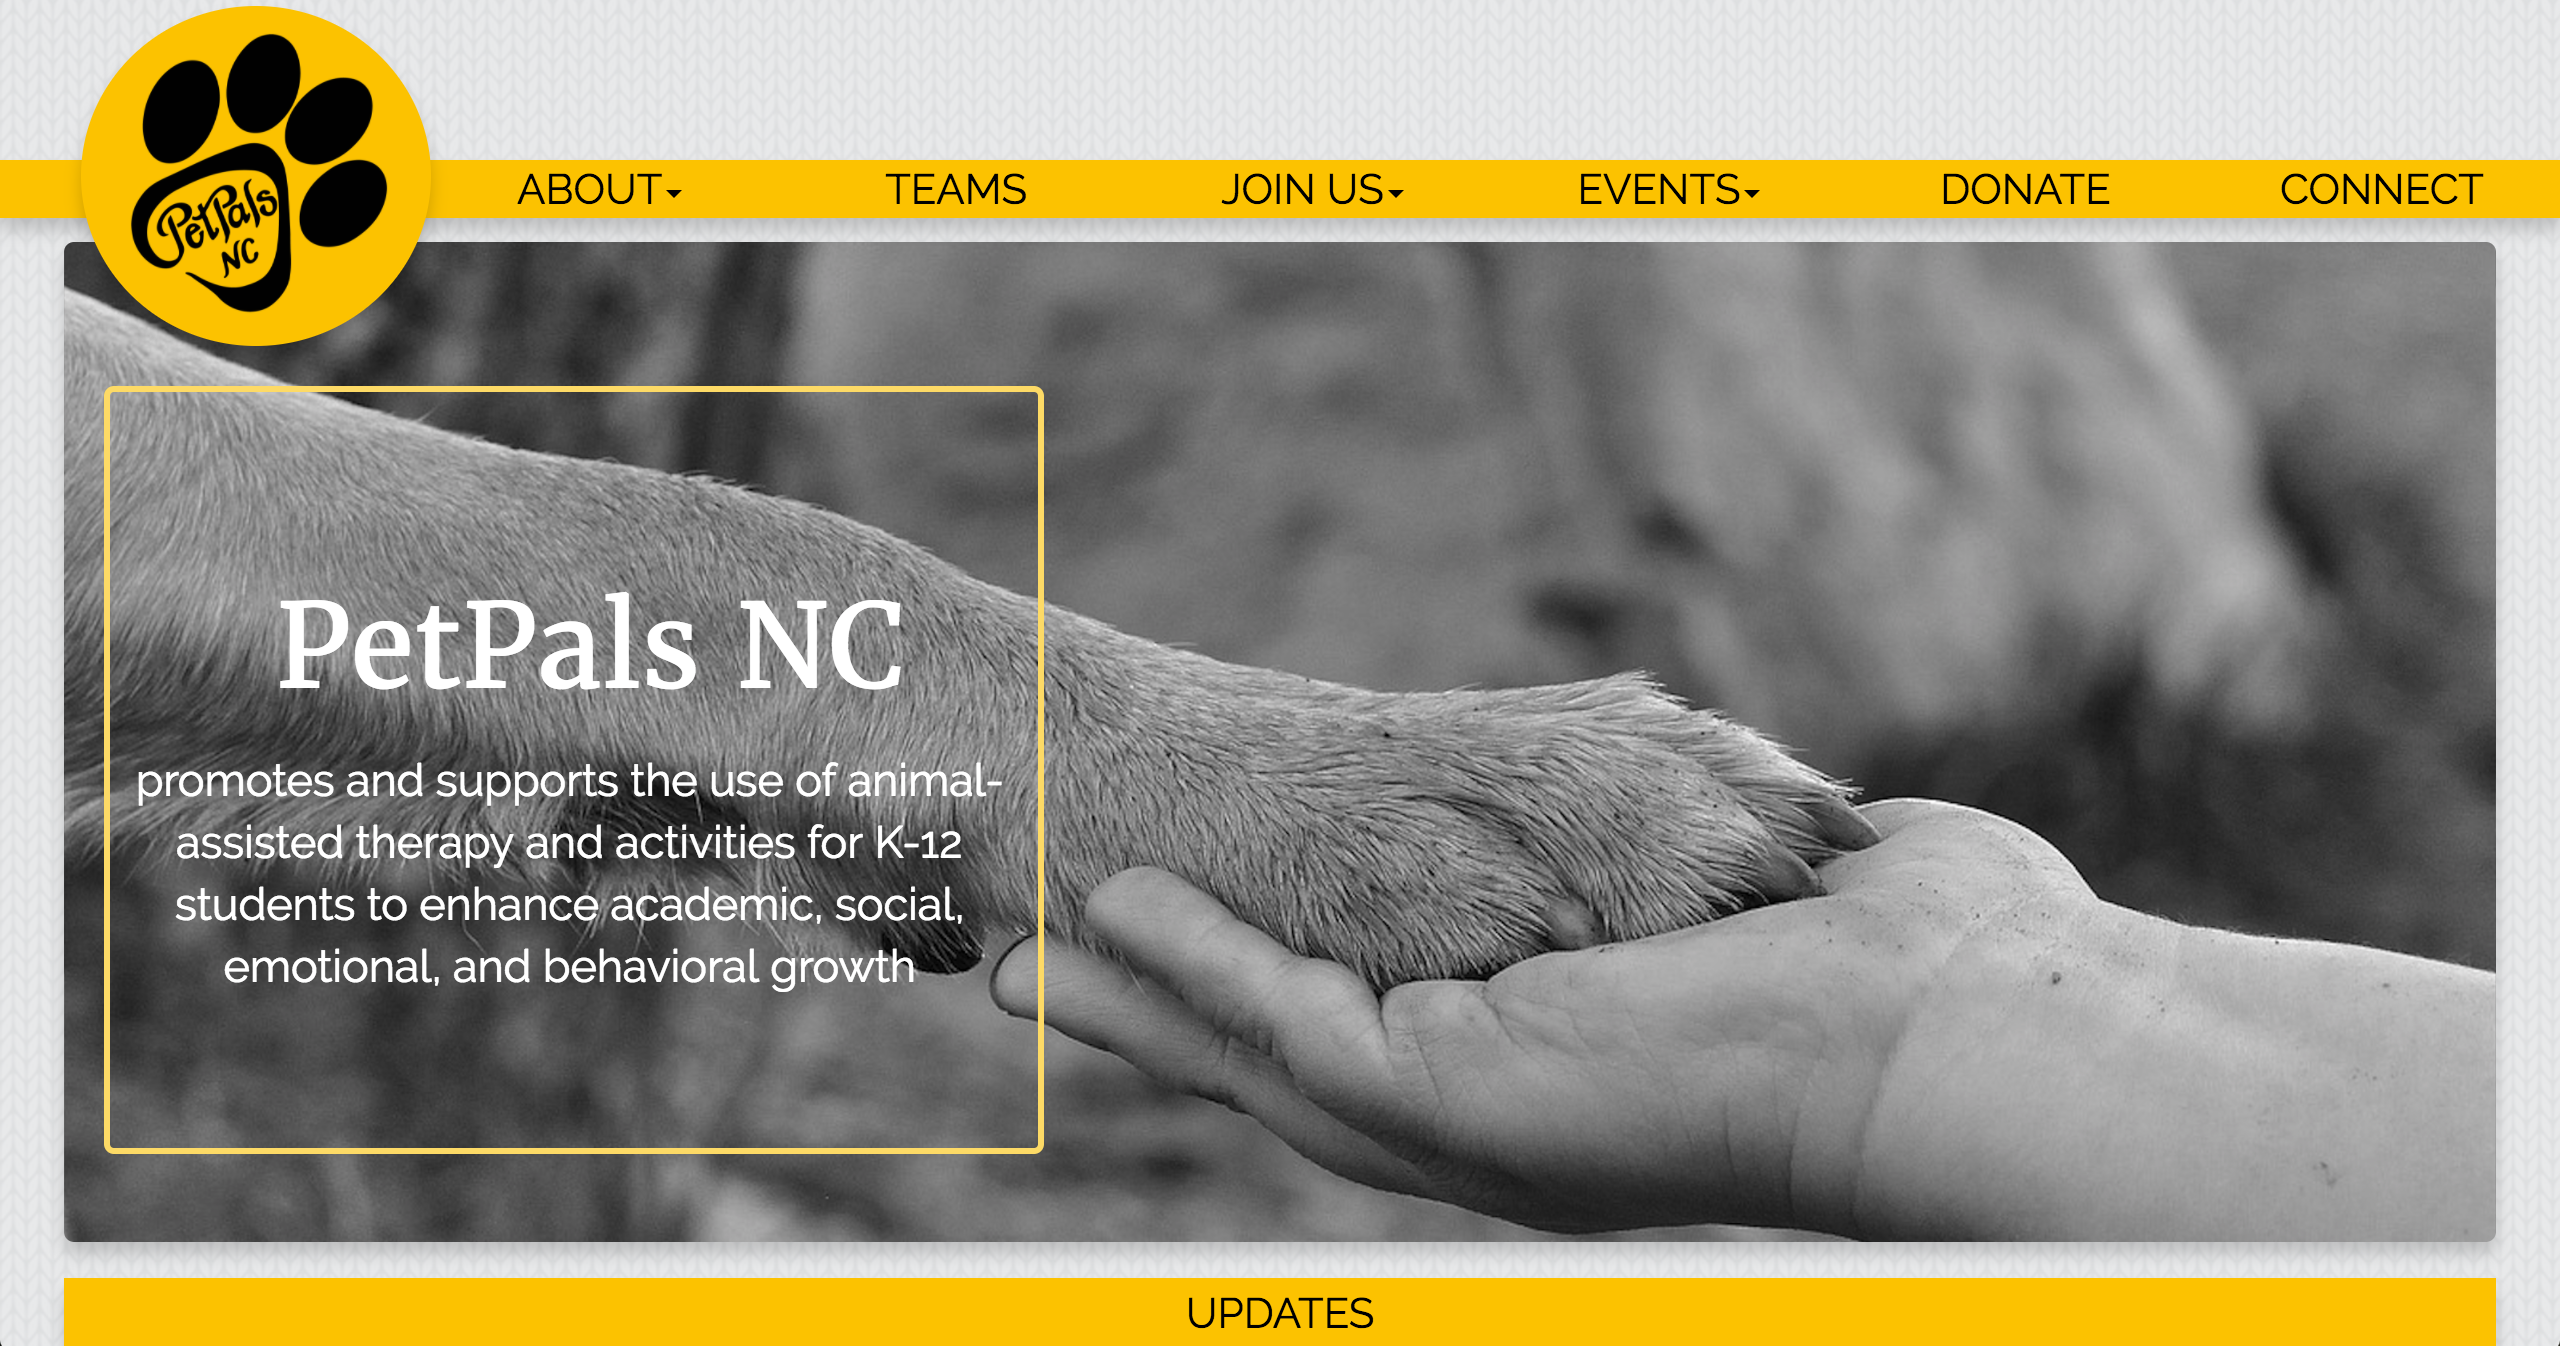 PetPals
NC
ABOUT
TEAMS
JOIN US
EVENTS
DONATE
CONNECT
PetPals NC
promotes and supports the use of animal-
assisted therapy and activities for K-12
students to enhance academic, social,
emotional, and behavioral growth
UPDATES